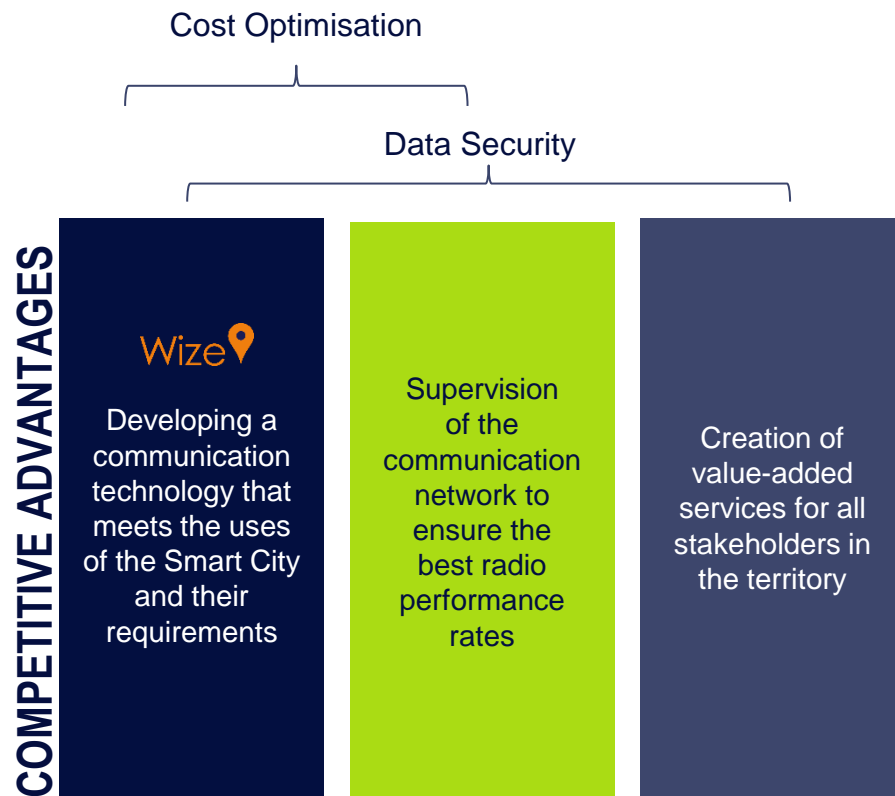 Cost Optimisation
Data Security
COMPETITIVE ADVANTAGES
Wize
Developing a
communication
technology that
meets the uses
of the Smart City
and their
requirements
Supervision
of the
communication
network to
ensure the
best radio
performance
rates
Creation of
value-added
services for all
stakeholders in
the territory